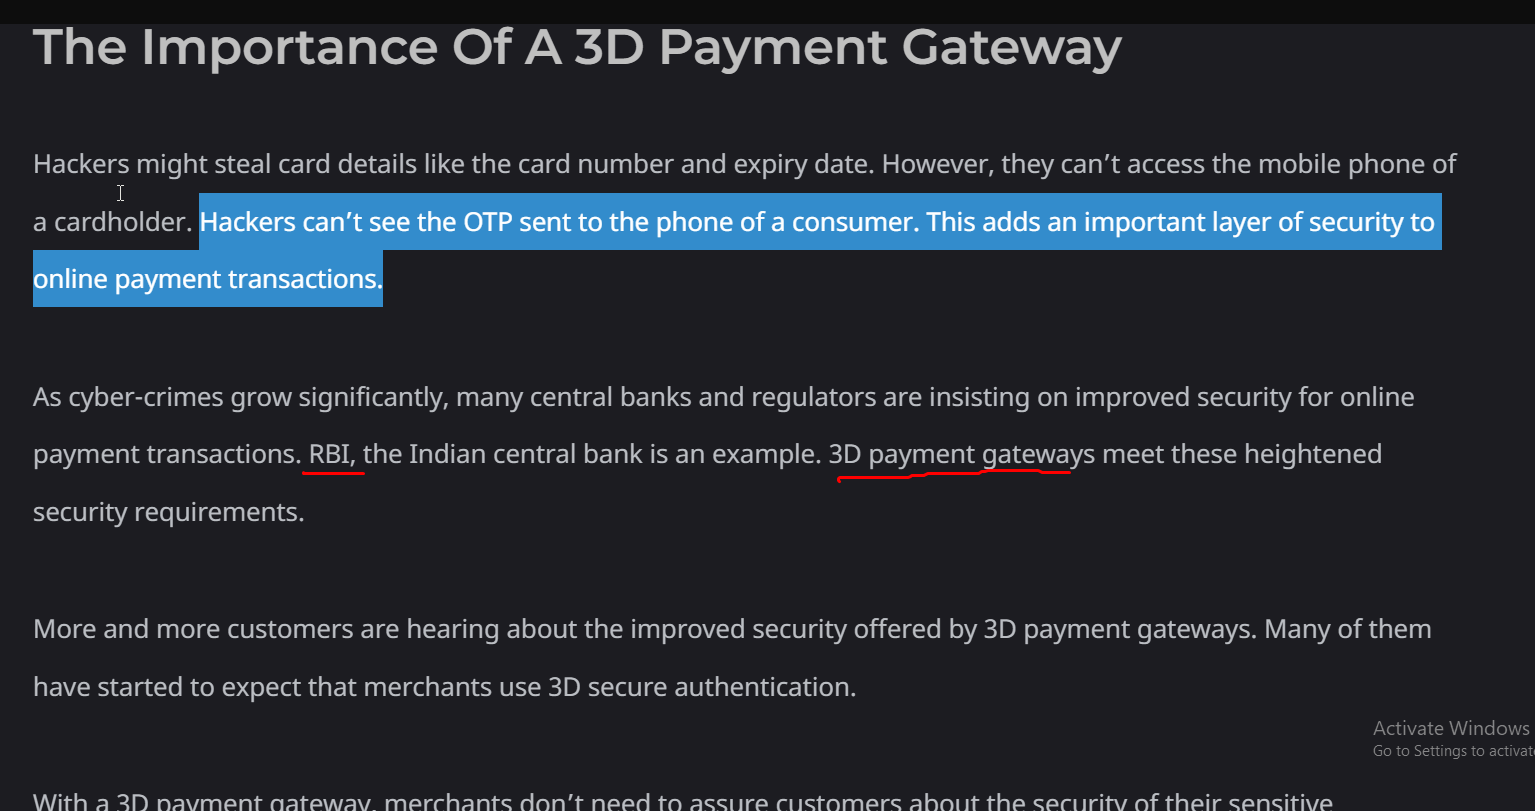 The Importance Of A 3D Payment Gateway
Hackers might steal card details like the card number and expiry date. However, they can’t access the mobile phone of
a cardholder. Hackers can’t see the OTP sent to the phone of a consumer. This adds an important layer of security to
online payment transactions.
As cyber-crimes grow significantly, many central banks and regulators are insisting on improved security for online
payment transactions. RBI, the Indian central bank is an example. 3D payment gateways meet these heightened
security requirements.
More and more customers are hearing about the improved security offered by 3D payment gateways. Many of them
have started to expect that merchants use 3D secure authentication.
Activate Windows
Go to Settings to activat
With a 3D payment gateway, merchants don’t need to assure customers about the security of their sensitive